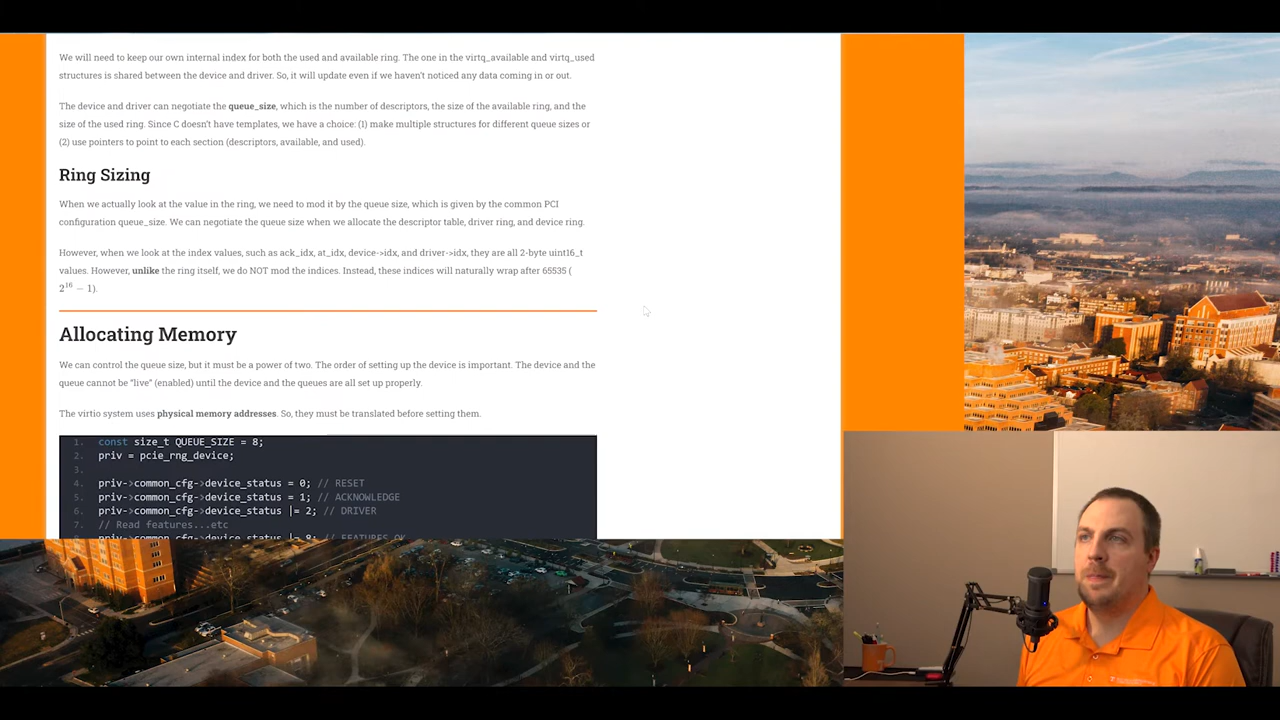 We will need to keep our own internal index for both the used and available ring. The one in the virtq_available and virtq_used
structures is shared between the device and driver. So, it will update even if we haven't noticed any data coming in or out.
The device and driver can negotiate the queue_size, which is the number of descriptors, the size of the available ring, and the
size of the used ring. Since C doesn't have templates, we have a choice: (1) make multiple structures for different queue sizes or
(2) use pointers to point to each section (descriptors, available, and used).
Ring Sizing
When we actually look at the value in the ring, we need to mod it by the queue size, which is given by the common PCI
configuration queue_size. We can negotiate the queue size when we allocate the descriptor table, driver ring, and device ring.
However, when we look at the index values, such as ack_idx, at_idx, device->idx, and driver->idx, they are all 2-byte uint16_t
values. However, unlike the ring itself, we do NOT mod the indices. Instead, these indices will naturally wrap after 65535 (
2¹⁶ − 1).
Allocating Memory
We can control the queue size, but it must be a power of two. The order of setting up the device is important. The device and the
queue cannot be "live" (enabled) until the device and the queues are all set up properly.
The virtio system uses physical memory addresses. So, they must be translated before setting them.
1. const size_t QUEUE_SIZE = 8;
2. priv = pcie_rng_device;
3.
4. priv->common_cfg->device_status = 0; // RESET
5. priv->common_cfg->device_status = 1; // ACKNOWLEDGE
6. priv->common_cfg->device_status |= 2; // DRIVER
7. // Read features...etc
8. priv->common_cfg->device_status |= 8; // FEATURES_OK